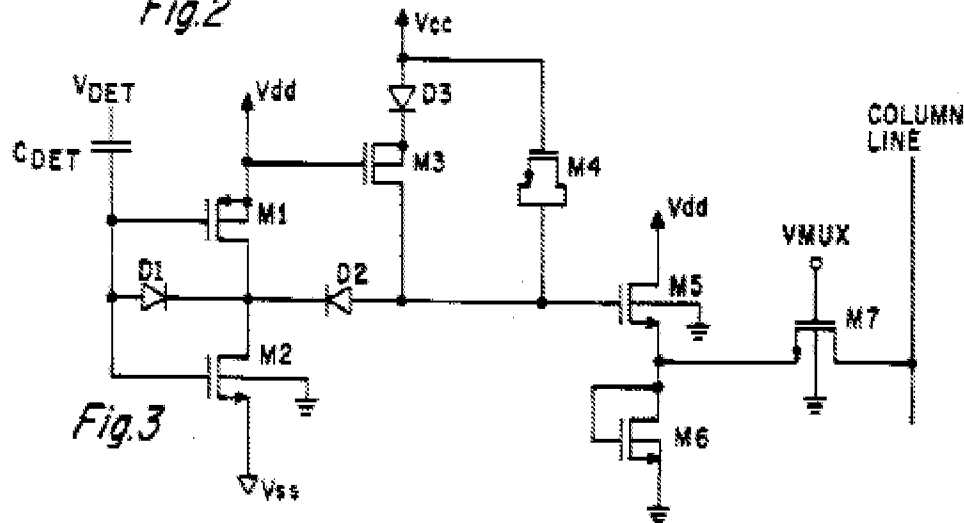 Fig.2
Vcc
VDET
Vdd
D3
COLUMN
LINE
CDET
M3
M4
M1
Vdd
VMUX
D1
D2
M5
M7
M2
Fig.3
M6
Vss